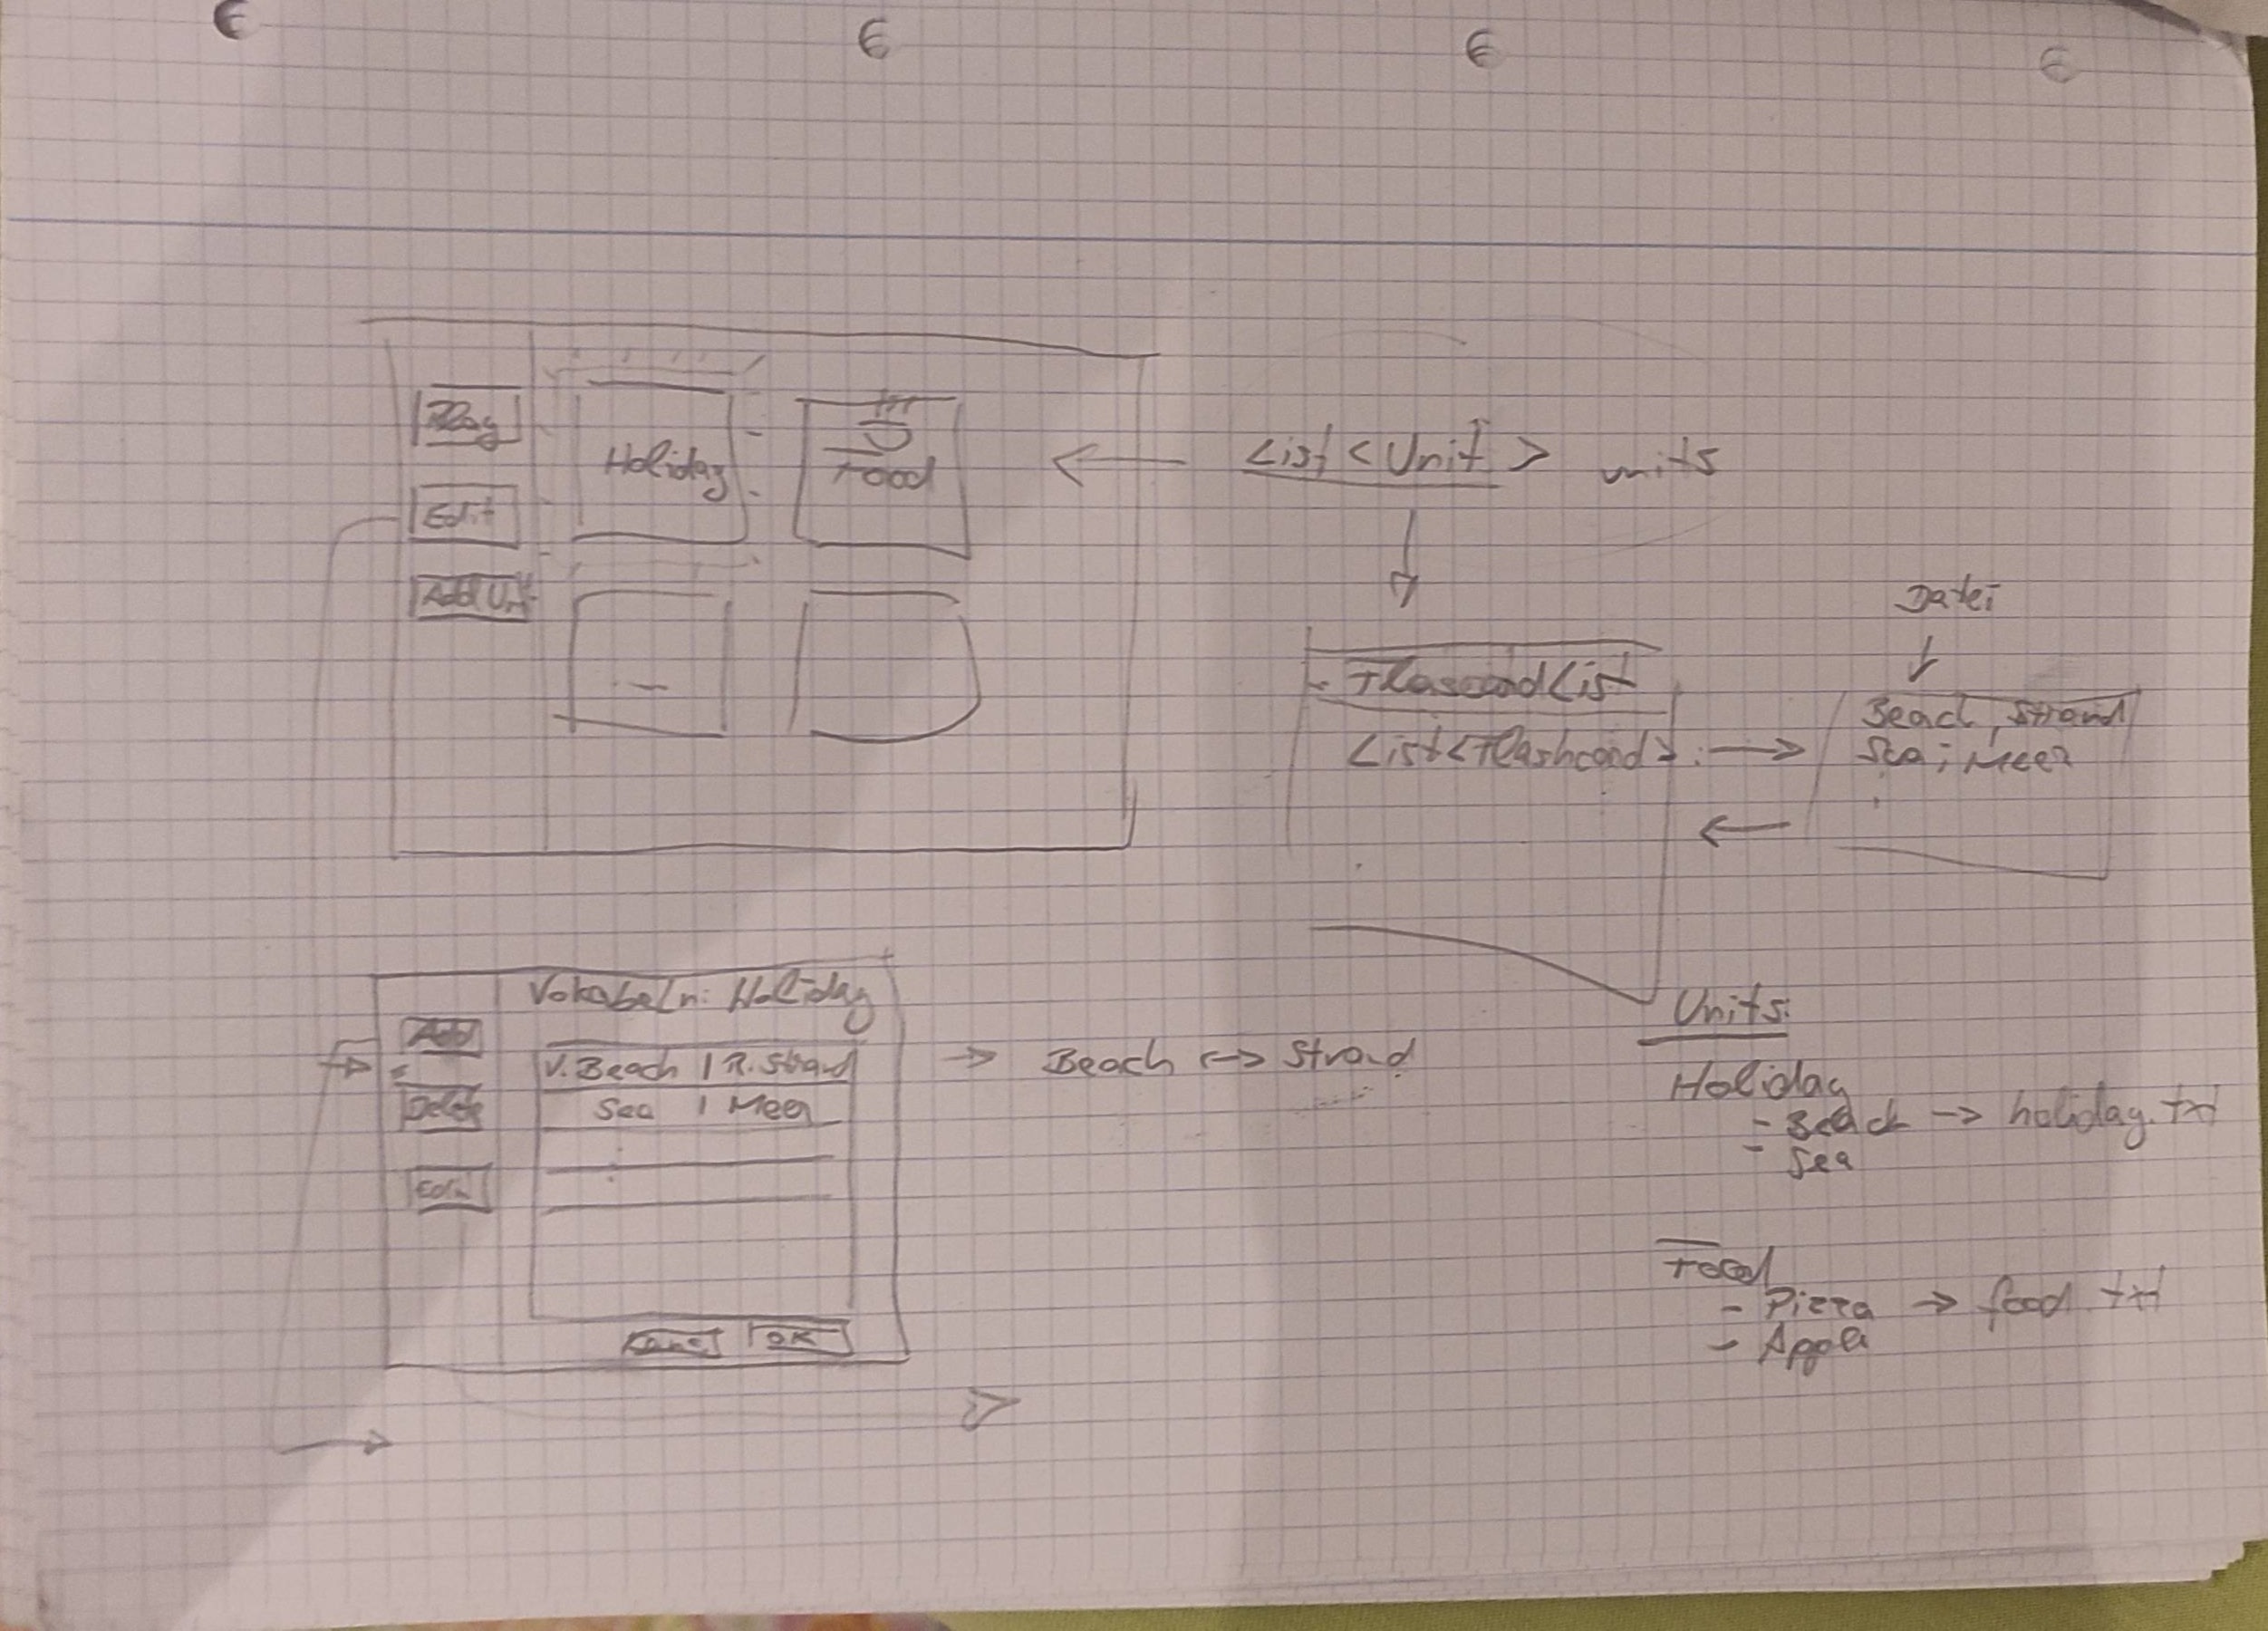 Play
Edit
Add Unit
Holiday
Food
List<Unit> units
Datei
FlascardList
List<Flashcard>
Beach, Strand
Sea; Meer
Vokabeln: Holiday
Add
Delete
Edit
V. Beach | R. Strand
Sea | Meer
OK
Beach <-> Strand
Units:
Holiday
- Beach -> holiday.txt
- Sea
Food
- Pizza -> food.txt
- Apple